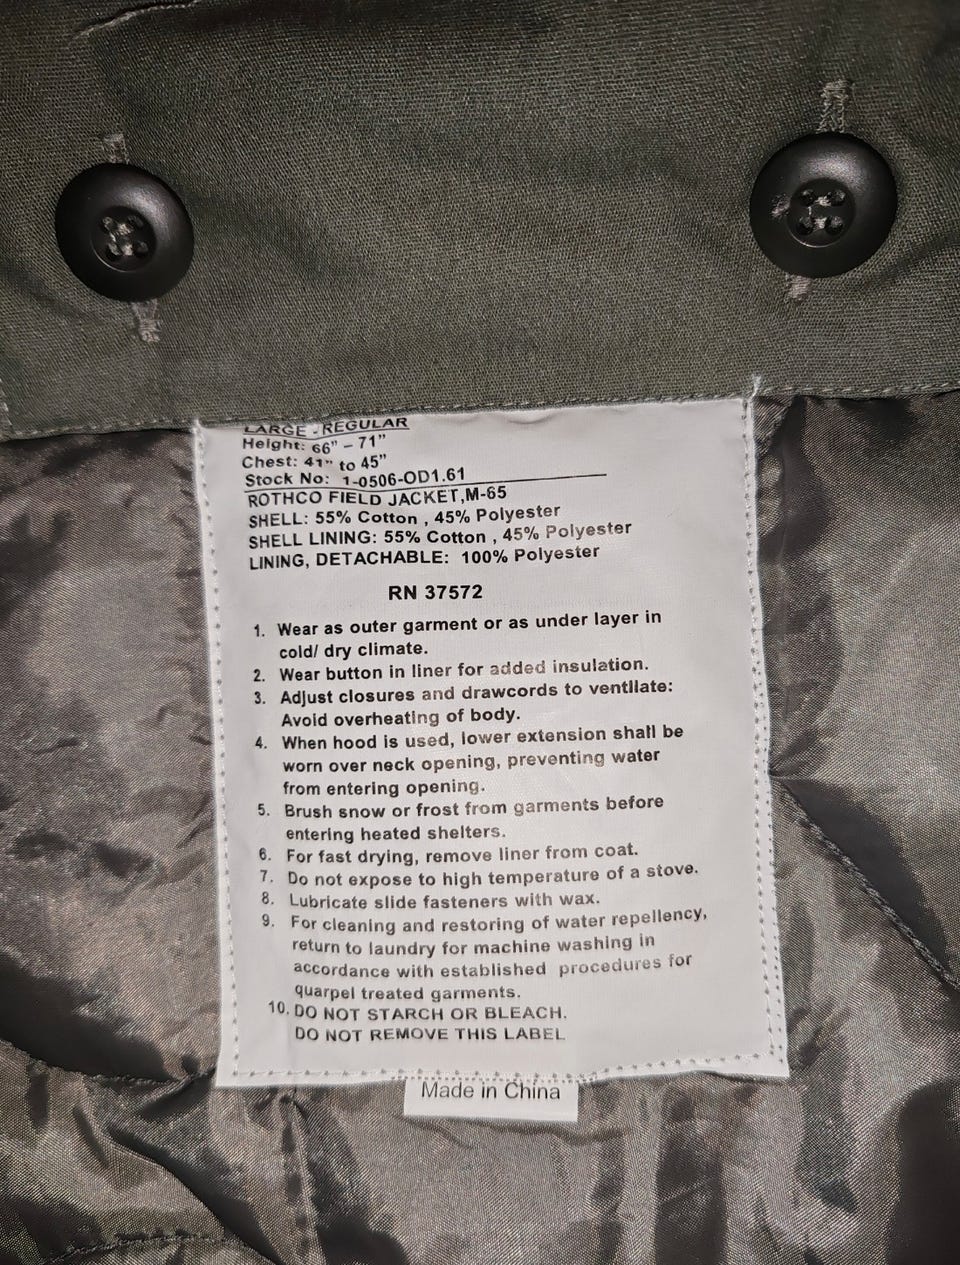 LARGE - REGULAR
Height: 66" – 71"
Chest: 41" to 45"
Stock No: 1-0506-OD1.61
ROTHCO FIELD JACKET,M-65
SHELL: 55% Cotton , 45% Polyester
SHELL LINING: 55% Cotton , 45% Polyester
LINING, DETACHABLE: 100% Polyester
RN 37572
1. Wear as outer garment or as under layer in
cold/ dry climate.
2. Wear button in liner for added insulation.
3. Adjust closures and drawcords to ventilate:
Avoid overheating of body.
4. When hood is used, lower extension shall be
worn over neck opening, preventing water
from entering opening.
5. Brush snow or frost from garments before
entering heated shelters.
6. For fast drying, remove liner from coat.
7. Do not expose to high temperature of a stove.
8. Lubricate slide fasteners with wax.
9. For cleaning and restoring of water repellency,
return to laundry for machine washing in
accordance with established procedures for
quarpel treated garments.
10. DO NOT STARCH OR BLEACH.
DO NOT REMOVE THIS LABEL
Made in China